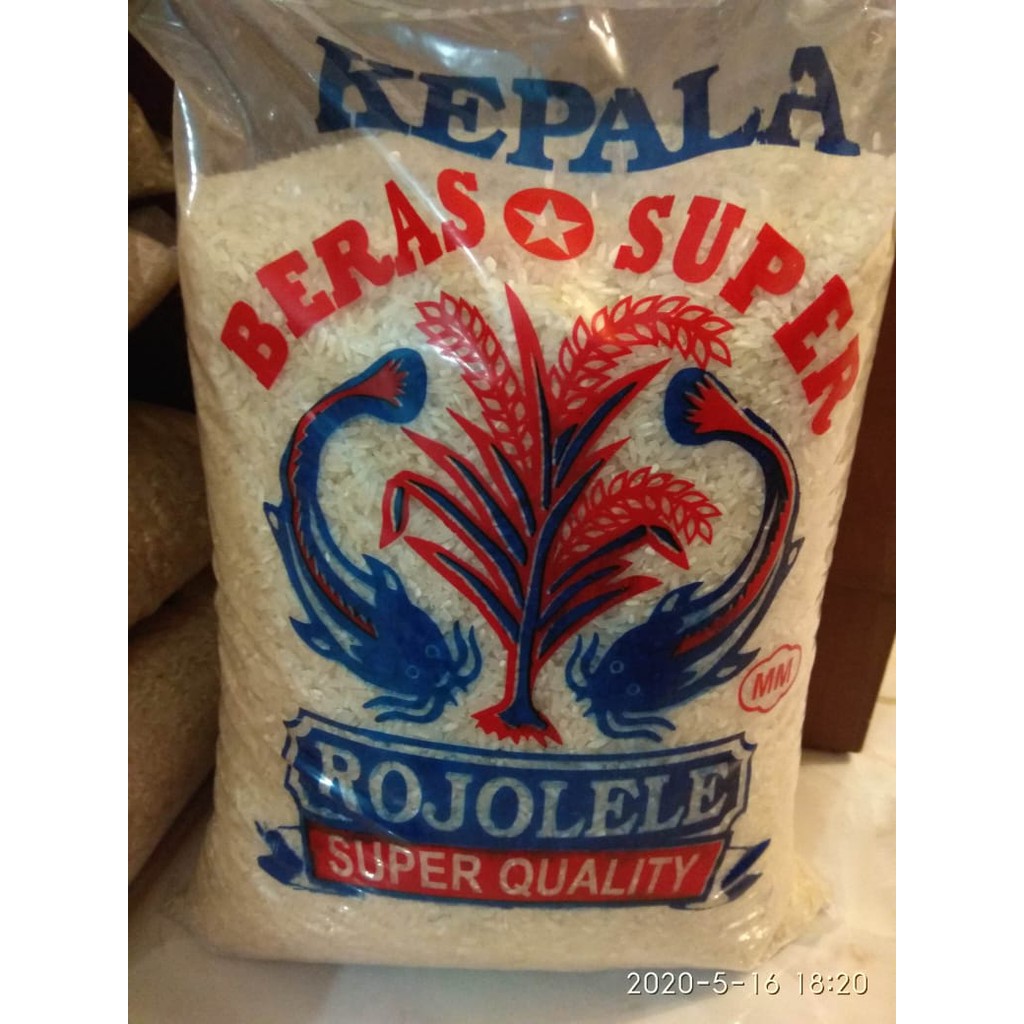 KEPALA
BERAS SUPER
MM
ROJOLELE
SUPER QUALITY
2020-5-16 18:20